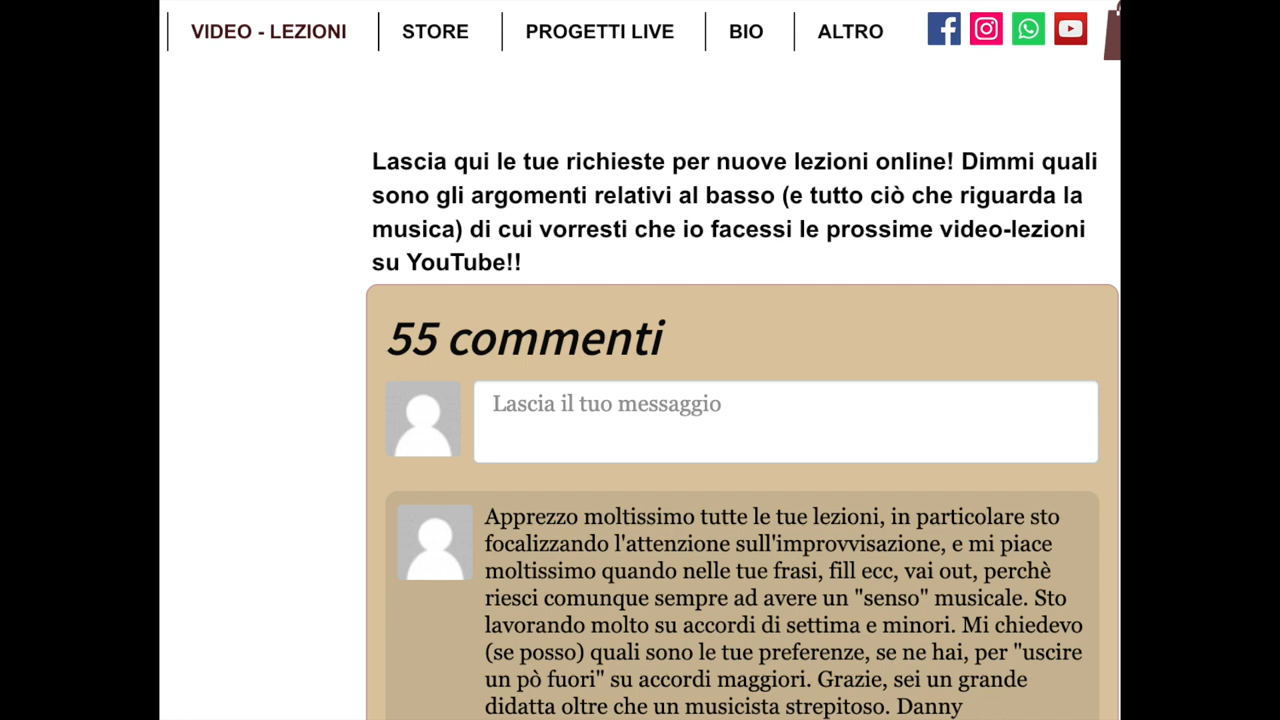 VIDEO - LEZIONI STORE PROGETTI LIVE BIO ALTRO
Lascia qui le tue richieste per nuove lezioni online! Dimmi quali
sono gli argomenti relativi al basso (e tutto ciò che riguarda la
musica) di cui vorresti che io facessi le prossime video-lezioni
su YouTube!!
55 commenti
Lascia il tuo messaggio
Apprezzo moltissimo tutte le tue lezioni, in particolare sto
focalizzando l'attenzione sull'improvvisazione, e mi piace
moltissimo quando nelle tue frasi, fill ecc, vai out, perchè
riesci comunque sempre ad avere un "senso" musicale. Sto
lavorando molto su accordi di settima e minori. Mi chiedevo
(se posso) quali sono le tue preferenze, se ne hai, per "uscire
un pò fuori" su accordi maggiori. Grazie, sei un grande
didatta oltre che un musicista strepitoso. Danny